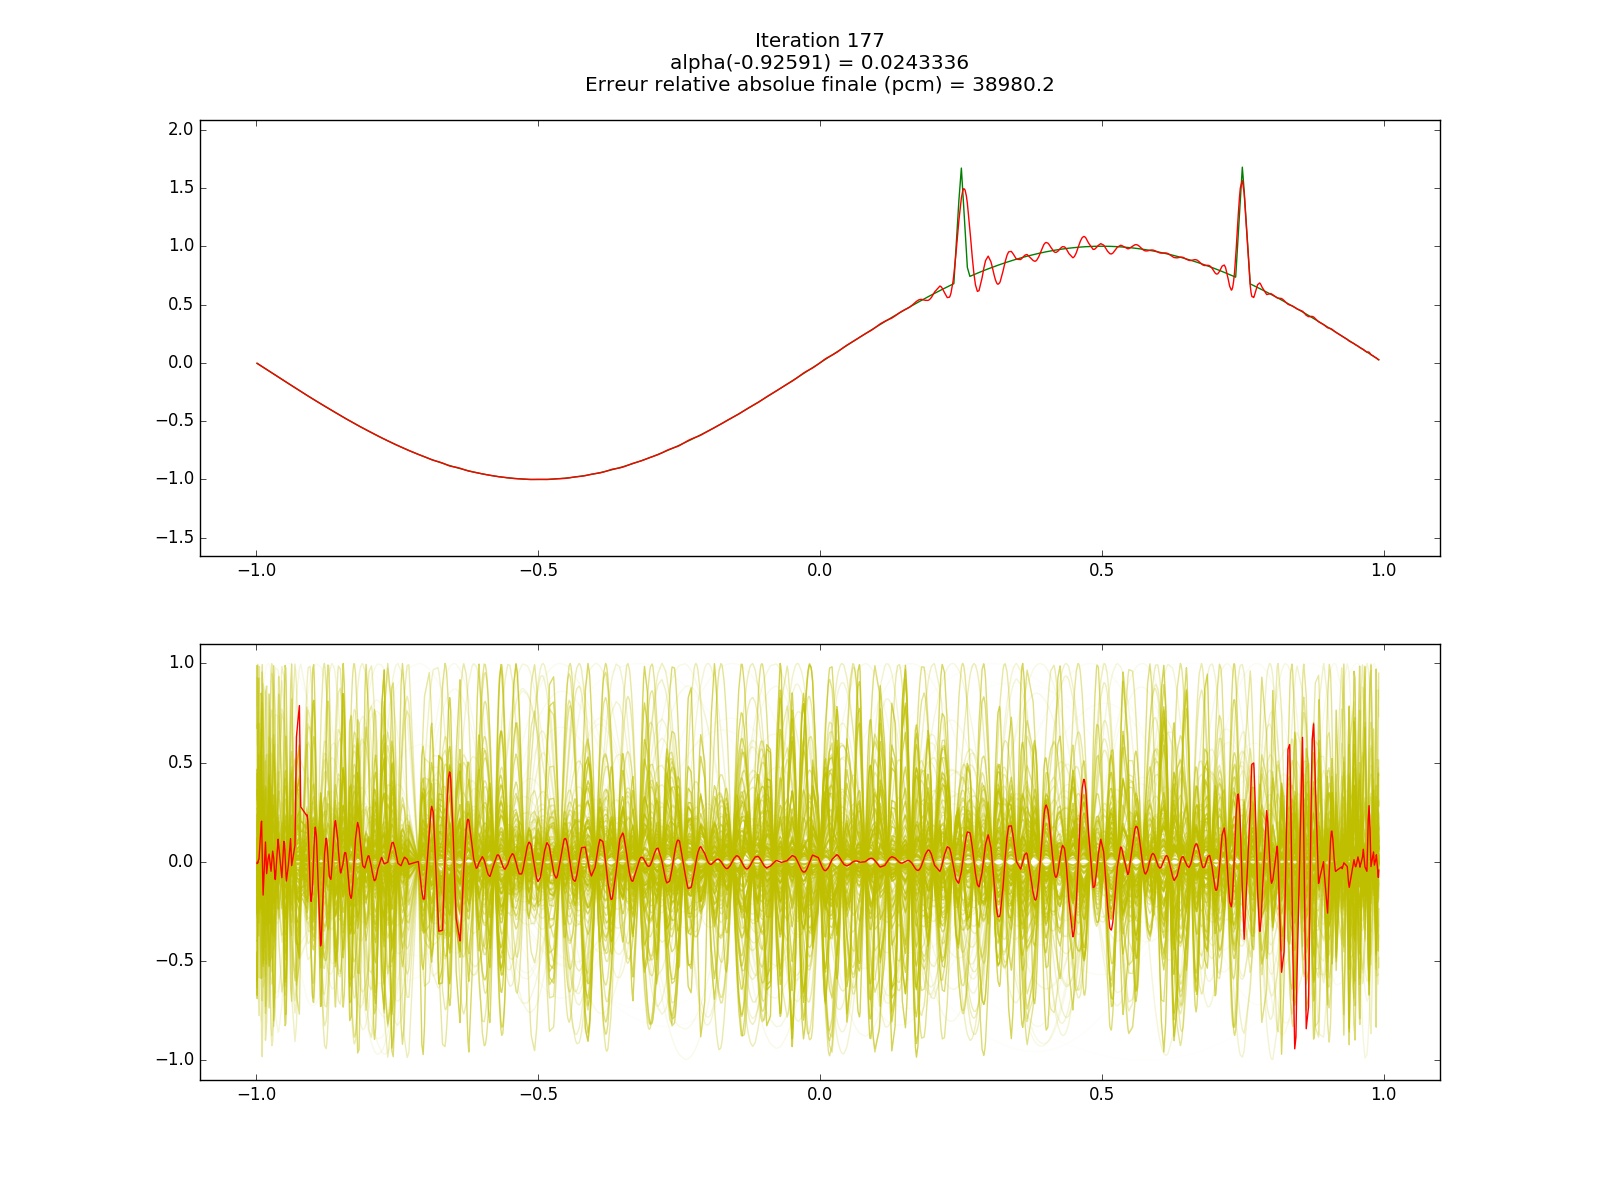 Iteration 177
alpha(-0.92591) = 0.0243336
Erreur relative absolue finale (pcm) = 38980.2
2.0
1.5
1.0
0.5
0.0
−0.5
−1.0
−1.5
−1.0 −0.5 0.0 0.5 1.0
1.0
0.5
0.0
−0.5
−1.0
−1.0 −0.5 0.0 0.5 1.0